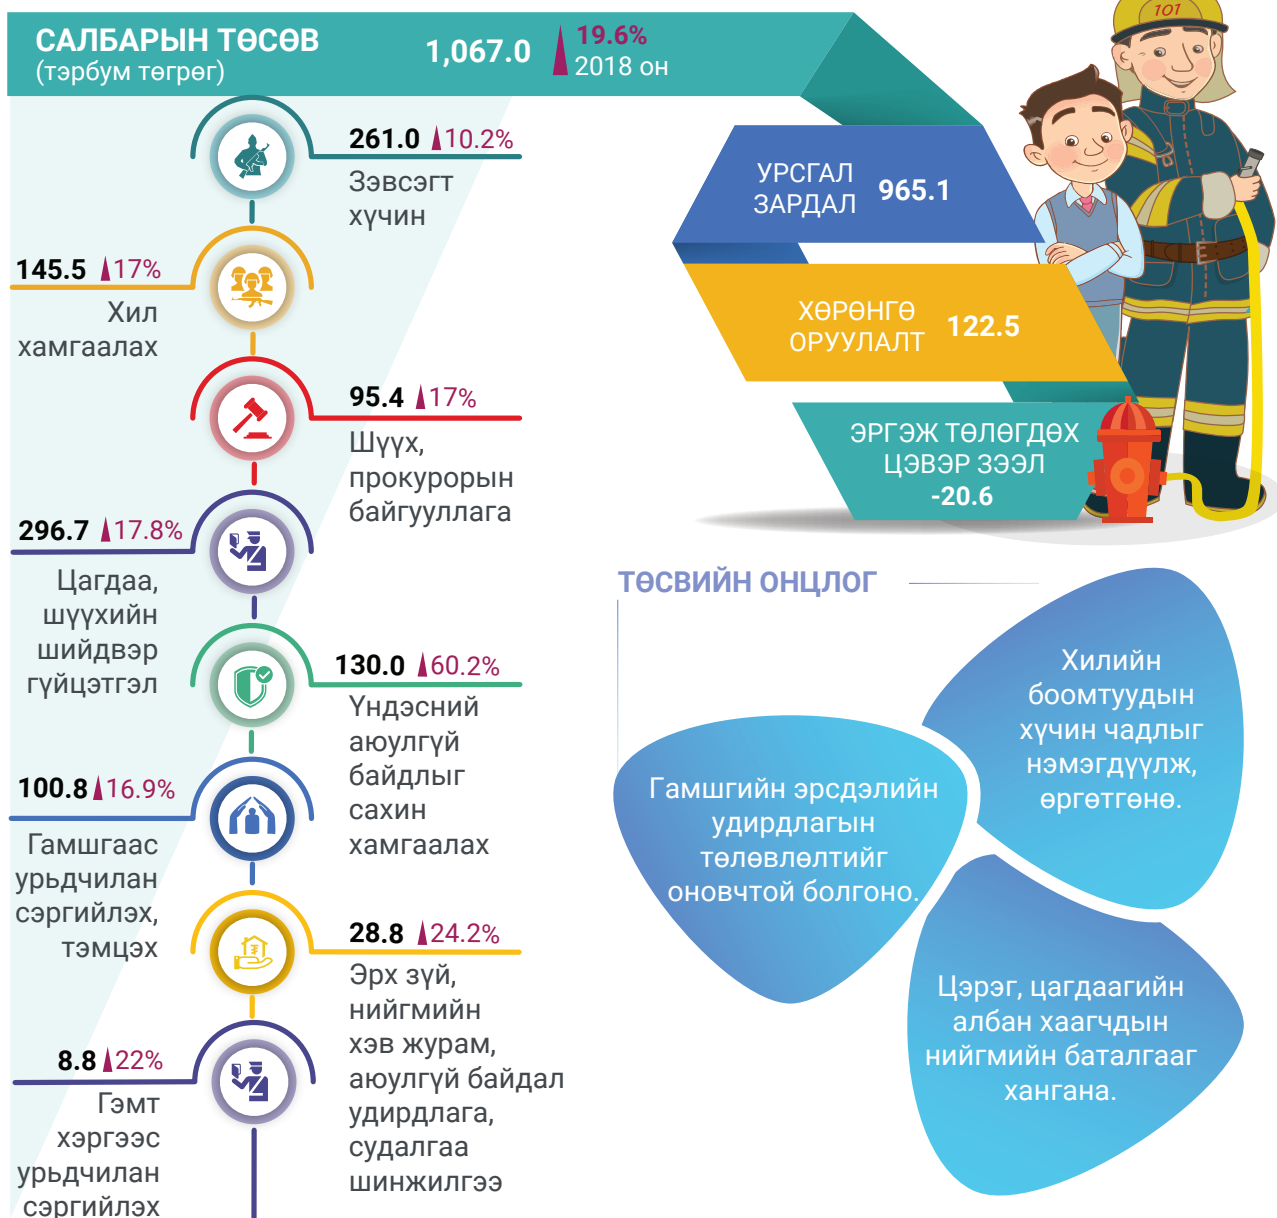 САЛБАРЫН ТӨСӨВ
(тэрбум төгрөг)
1,067.0
19.6%
2018 он
101
261.0 10.2%
Зэвсэгт
хүчин
145.5 17%
Хил
хамгаалах
95.4 17%
Шүүх,
прокурорын
байгууллага
296.7 17.8%
Цагдаа,
шүүхийн
шийдвэр
гүйцэтгэл
130.0 60.2%
Үндэсний
аюулгүй
байдлыг
сахин
хамгаалах
100.8 16.9%
Гамшгаас
урьдчилан
сэргийлэх,
тэмцэх
28.8 24.2%
Эрх зүй,
нийгмийн
хэв журам,
аюулгүй байдал
удирдлага,
судалгаа
шинжилгээ
8.8 22%
Гэмт
хэргээс
урьдчилан
сэргийлэх
УРСГАЛ
ЗАРДАЛ
965.1
ХӨРӨНГӨ
ОРУУЛАЛТ
122.5
ЭРГЭЖ ТӨЛӨГДӨХ
ЦЭВЭР ЗЭЭЛ
-20.6
ТӨСВИЙН ОНЦЛОГ
Хилийн
боомтуудын
хүчин чадлыг
нэмэгдүүлж,
өргөтгөнө.
Гамшгийн эрсдэлийн
удирдлагын
төлөвлөлтийг
оновчтой болгоно.
Цэрэг, цагдаагийн
албан хаагчдын
нийгмийн баталгааг
хангана.